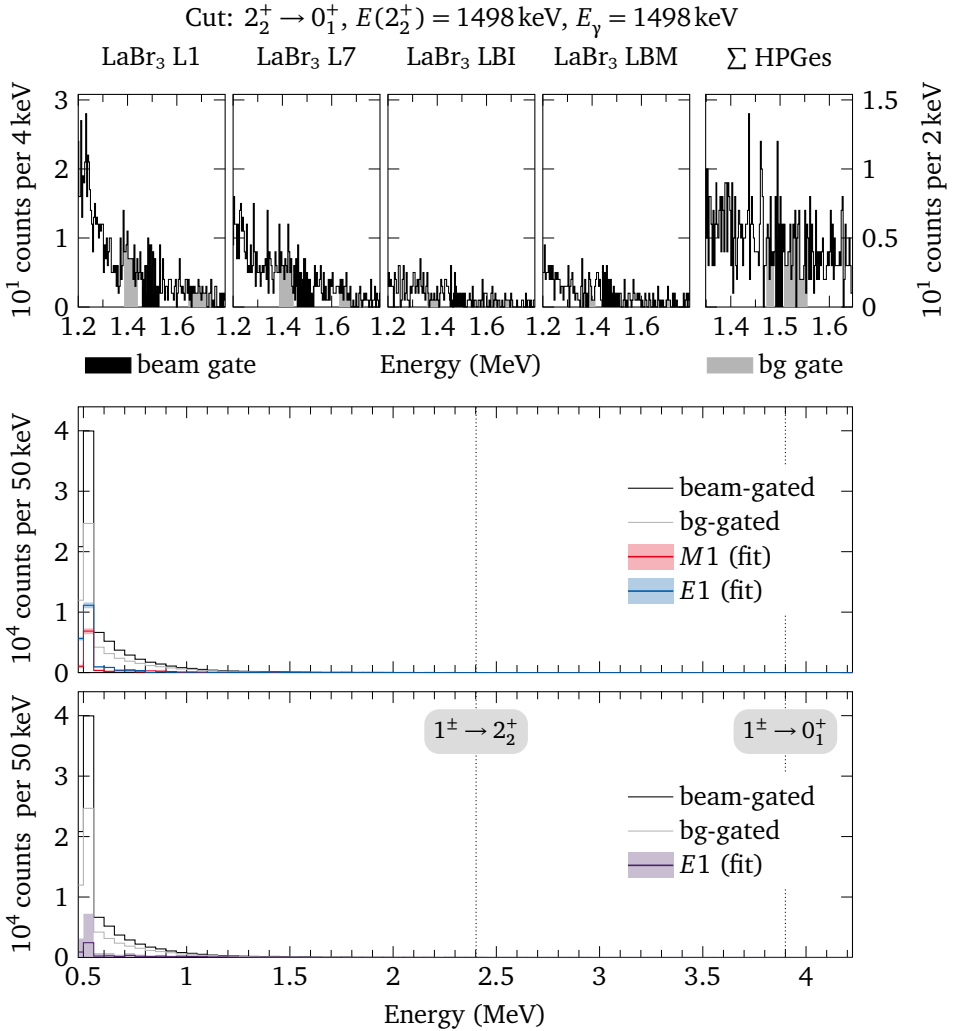 Cut: 2₂⁺ → 0₁⁺, E(2₂⁺) = 1498 keV, Eᵧ = 1498 keV
LaBr₃ L1 LaBr₃ L7 LaBr₃ LBI LaBr₃ LBM ∑ HPGes
10¹ counts per 4 keV
3
2
1
0
1.5
1
0.5
0
10¹ counts per 2 keV
1.2 1.4 1.6 1.2 1.4 1.6 1.2 1.4 1.6 1.2 1.4 1.6 1.4 1.5 1.6
beam gate Energy (MeV) bg gate
10⁴ counts per 50 keV
4
3
2
1
0
beam-gated
bg-gated
M1 (fit)
E1 (fit)
10⁴ counts per 50 keV
4
3
2
1
0
1± → 2₂⁺ 1± → 0₁⁺
beam-gated
bg-gated
E1 (fit)
0.5 1 1.5 2 2.5 3 3.5 4
Energy (MeV)